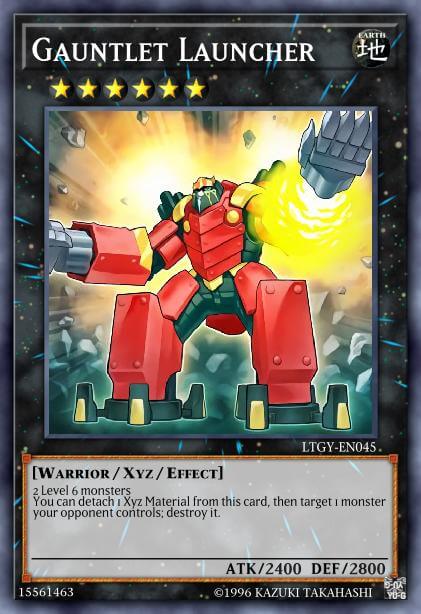 Gauntlet Launcher
EARTH
地
LTGY-EN045
[Warrior / Xyz / Effect]
2 Level 6 monsters
You can detach 1 Xyz Material from this card, then target 1 monster
your opponent controls; destroy it.
ATK/2400 DEF/2800
15561463
©1996 KAZUKI TAKAHASHI